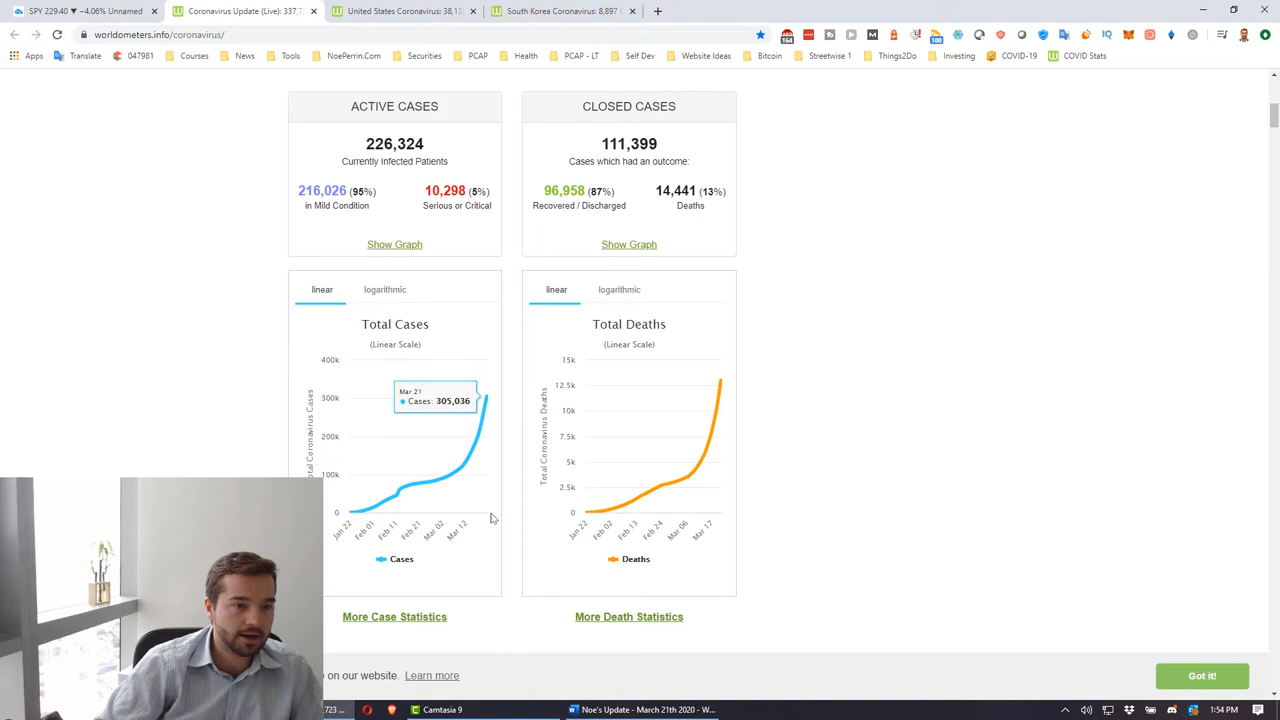 SPY 229.40 ▼ −4.06% Unnamed
Coronavirus Update (Live): 337,7
United States Coronavirus: 38,13
South Korea Coronavirus: 8,897 C
worldometers.info/coronavirus/
164
100
IQ
Apps
Translate
047981
Courses
News
Tools
NoePerrin.Com
Securities
PCAP
Health
PCAP - LT
Self Dev
Website Ideas
Bitcoin
Streetwise 1
Things2Do
Investing
COVID-19
COVID Stats
ACTIVE CASES
226,324
Currently Infected Patients
216,026 (95%)
in Mild Condition
10,298 (5%)
Serious or Critical
Show Graph
CLOSED CASES
111,399
Cases which had an outcome:
96,958 (87%)
Recovered / Discharged
14,441 (13%)
Deaths
Show Graph
linear
logarithmic
Total Cases
(Linear Scale)
400k
300k
200k
100k
0
otal Coronavirus Cases
Mar 21
Cases: 305,036
Jan 22
Feb 01
Feb 11
Feb 21
Mar 02
Mar 12
Cases
linear
logarithmic
Total Deaths
(Linear Scale)
15k
12.5k
10k
7.5k
5k
2.5k
0
Total Coronavirus Deaths
Jan 22
Feb 02
Feb 13
Feb 24
Mar 06
Mar 17
Deaths
More Case Statistics
More Death Statistics
e on our website. Learn more
Got it!
,723 ...
Camtasia 9
Noe's Update - March 21th 2020 - W...
1:54 PM